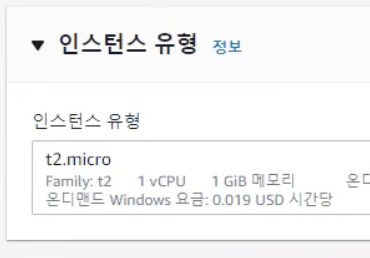 ▼ 인스턴스 유형 정보
인스턴스 유형
t2.micro
Family: t2 1 vCPU 1 GiB 메모리 온디
온디맨드 Windows 요금: 0.019 USD 시간당